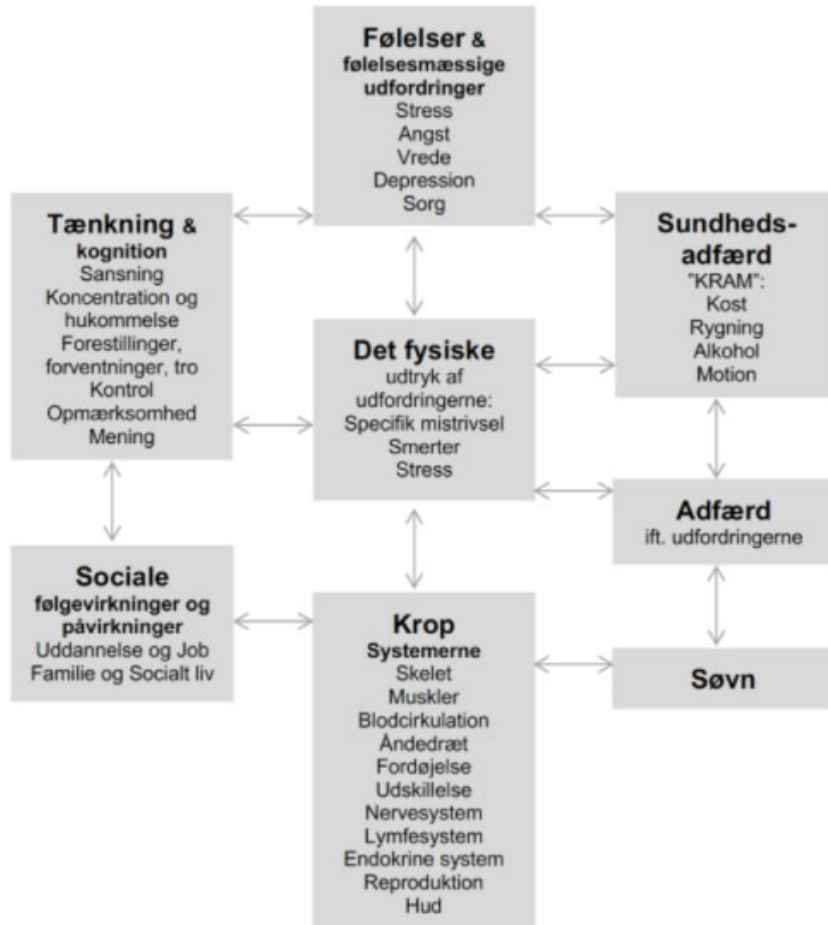 Følelser &
følelsesmæssige
udfordringer
Stress
Angst
Vrede
Depression
Sorg
Tænkning &
kognition
Sansning
Koncentration og
hukommelse
Forestillinger,
forventninger, tro
Kontrol
Opmærksomhed
Mening
Sundheds-
adfærd
"KRAM":
Kost
Rygning
Alkohol
Motion
Det fysiske
udtryk af
udfordringerne:
Specifik mistrivsel
Smerter
Stress
Adfærd
ift. udfordringerne
Sociale
følgevirkninger og
påvirkninger
Uddannelse og Job
Familie og Socialt liv
Krop
Systemerne
Skelet
Muskler
Blodcirkulation
Åndedræt
Fordøjelse
Udskillelse
Nervesystem
Lymfesystem
Endokrine system
Reproduktion
Hud
Søvn